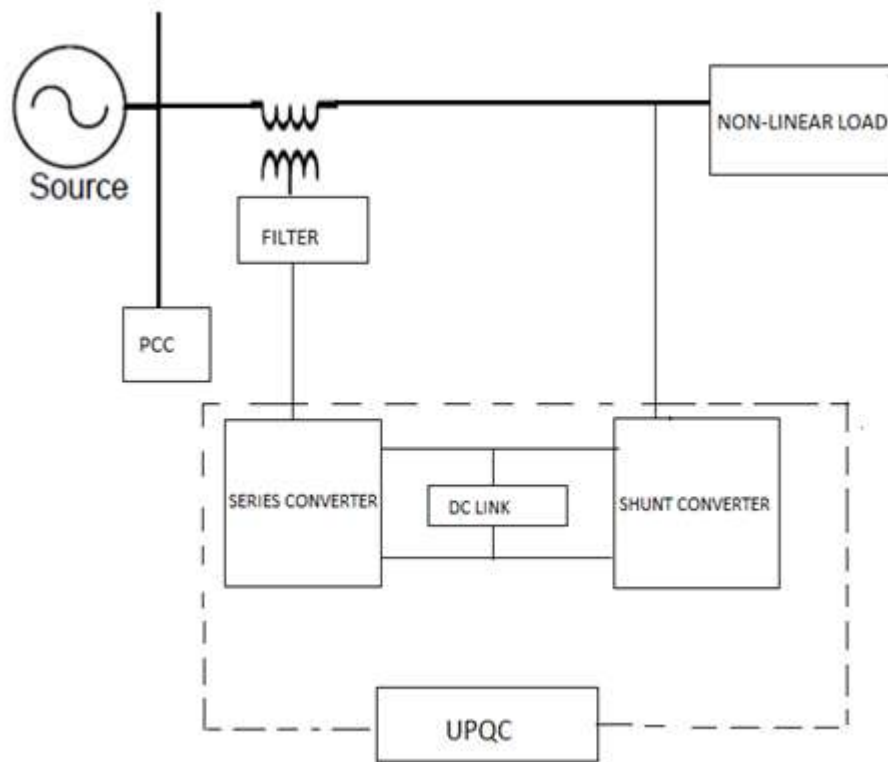 NON-LINEAR LOAD
Source
FILTER
PCC
SERIES CONVERTER
DC LINK
SHUNT CONVERTER
UPQC